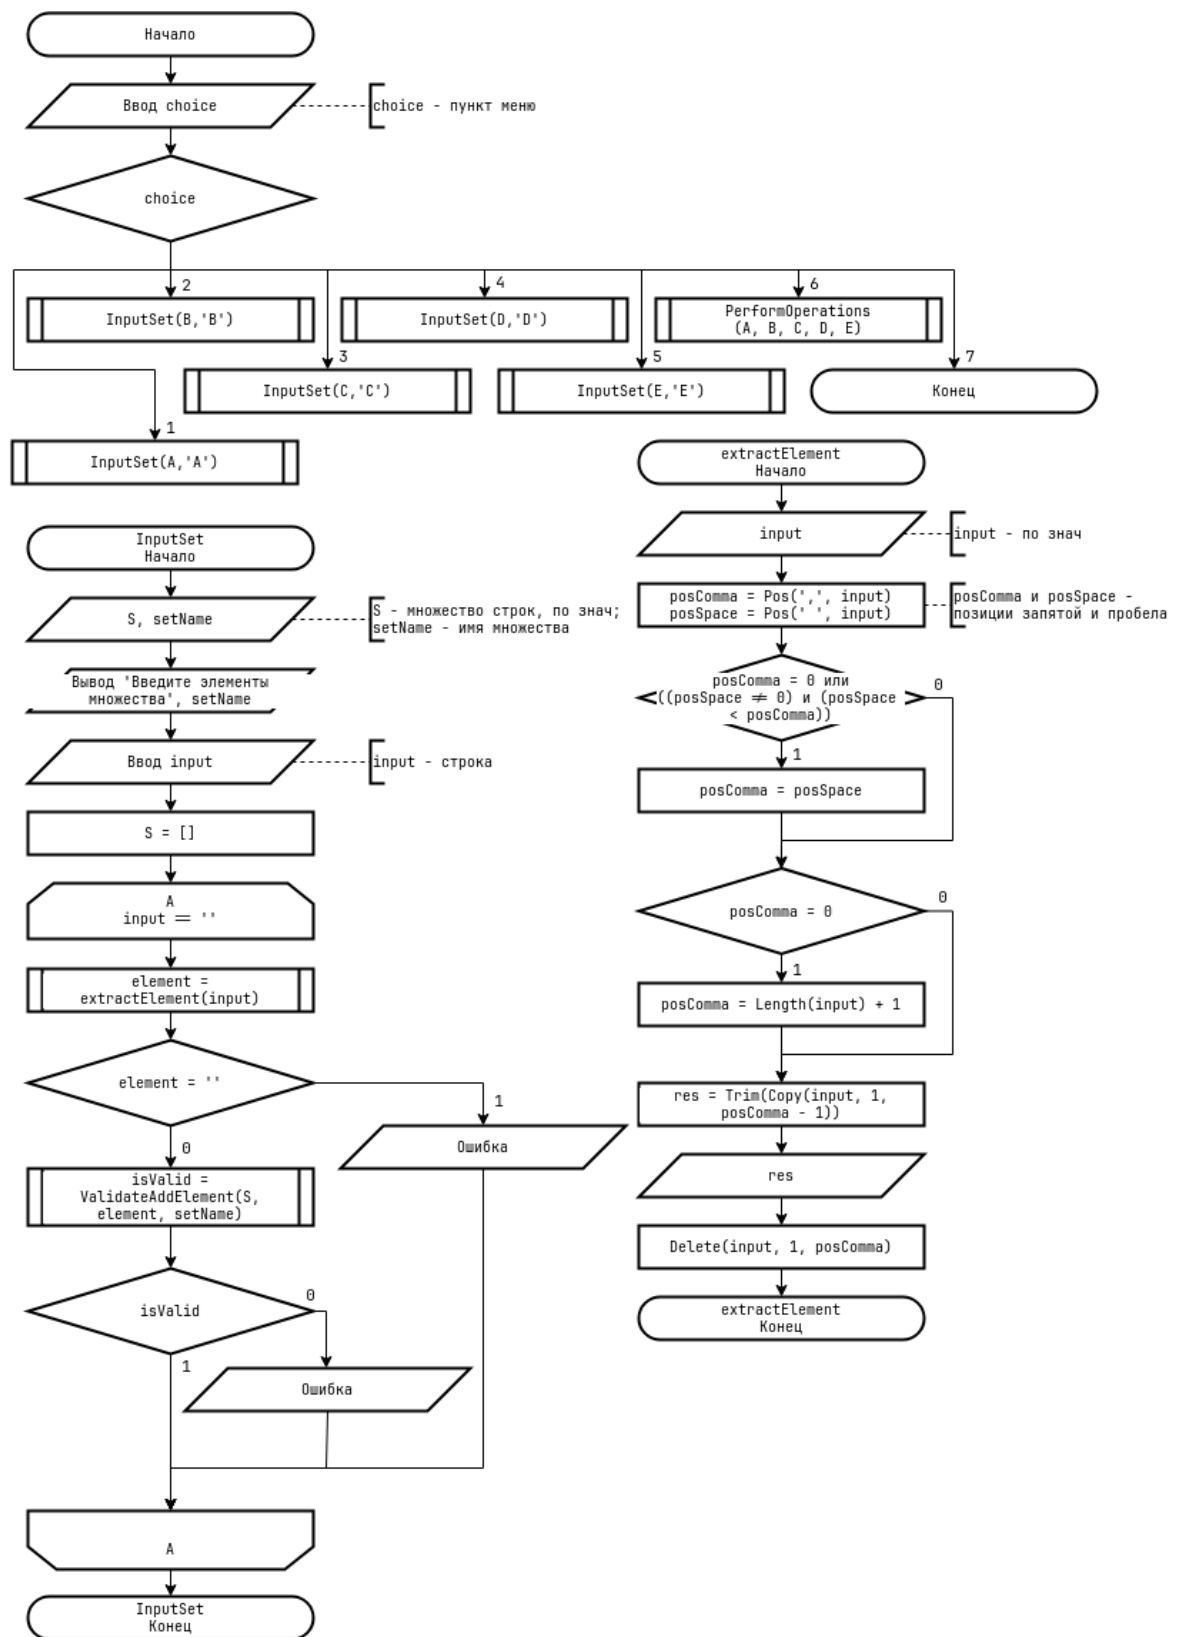 Начало
Ввод choice
choice - пункт меню
choice
2
4
6
InputSet(B,'B')
InputSet(D,'D')
PerformOperations
(A, B, C, D, E)
3
5
7
InputSet(C,'C')
InputSet(E,'E')
Конец
1
InputSet(A,'A')
InputSet
Начало
S, setName
S - множество строк, по знач;
setName - имя множества
Вывод 'Введите элементы
множества', setName
Ввод input
input - строка
S = []
A
input == ''
element =
extractElement(input)
element = ''
1
Ошибка
0
isValid =
ValidateAddElement(S,
element, setName)
isValid
0
1
Ошибка
A
InputSet
Конец
extractElement
Начало
input
input - по знач
posComma = Pos(',', input)
posSpace = Pos(' ', input)
posComma и posSpace -
позиции запятой и пробела
posComma = 0 или
((posSpace ≠ 0) и (posSpace
< posComma))
0
1
posComma = posSpace
posComma = 0
0
1
posComma = Length(input) + 1
res = Trim(Copy(input, 1,
posComma - 1))
res
Delete(input, 1, posComma)
extractElement
Конец